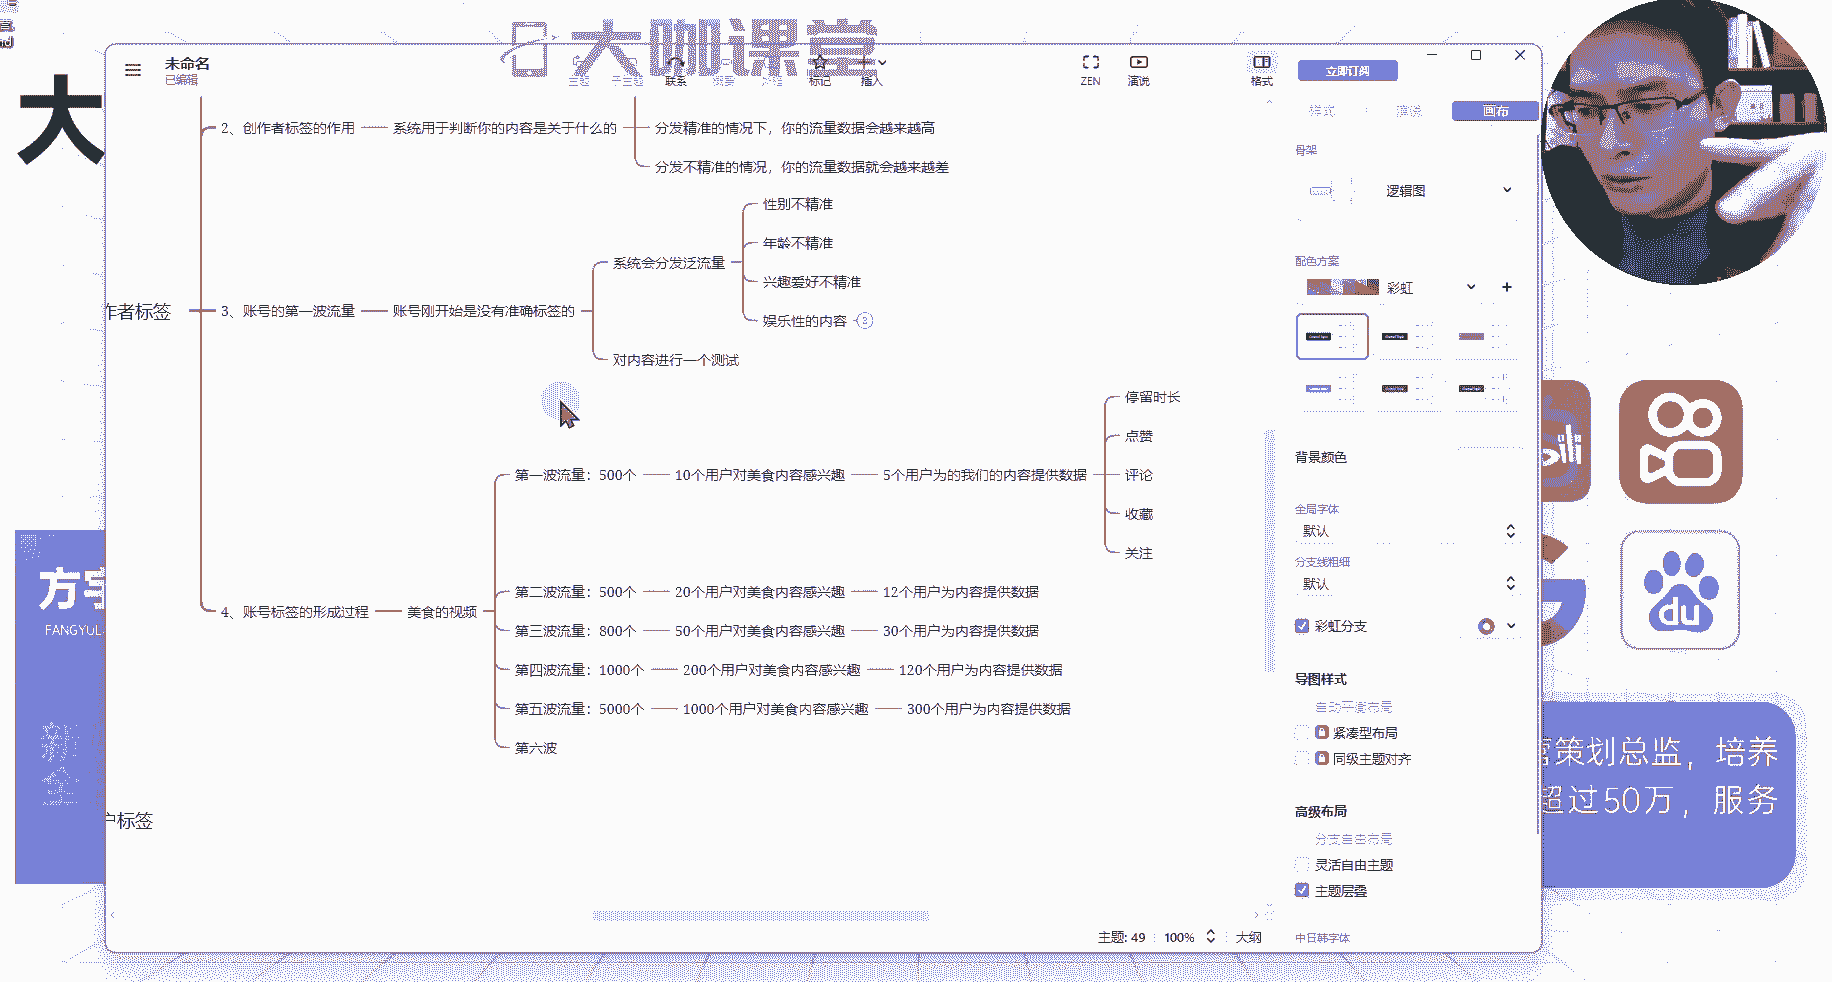 大咖课堂
大
未命名
已编辑
主题
子主题
联系
概要
外框
标记
插入
ZEN
演说
格式
立即订阅
样式
演说
画布
2、创作者标签的作用
系统用于判断你的内容是关于什么的
分发精准的情况下，你的流量数据会越来越高
分发不精准的情况，你的流量数据就会越来越差
作者标签
3、账号的第一波流量
账号刚开始是没有准确标签的
系统会分发泛流量
性别不精准
年龄不精准
兴趣爱好不精准
娱乐性的内容
2
对内容进行一个测试
4、账号标签的形成过程
美食的视频
第一波流量：500个
10个用户对美食内容感兴趣
5个用户为的我们的内容提供数据
停留时长
点赞
评论
收藏
关注
第二波流量：500个
20个用户对美食内容感兴趣
12个用户为内容提供数据
第三波流量：800个
50个用户对美食内容感兴趣
30个用户为内容提供数据
第四波流量：1000个
200个用户对美食内容感兴趣
120个用户为内容提供数据
第五波流量：5000个
1000个用户对美食内容感兴趣
300个用户为内容提供数据
第六波
户标签
骨架
逻辑图
配色方案
彩虹
背景颜色
全局字体
默认
分支线粗细
默认
彩虹分支
导图样式
自动平衡布局
紧凑型布局
同级主题对齐
高级布局
分支自由布局
灵活自由主题
主题层叠
中日韩字体
主题: 49
100%
大纲
方宇
FANGYU
新
全
du
营策划总监，培养
超过50万，服务